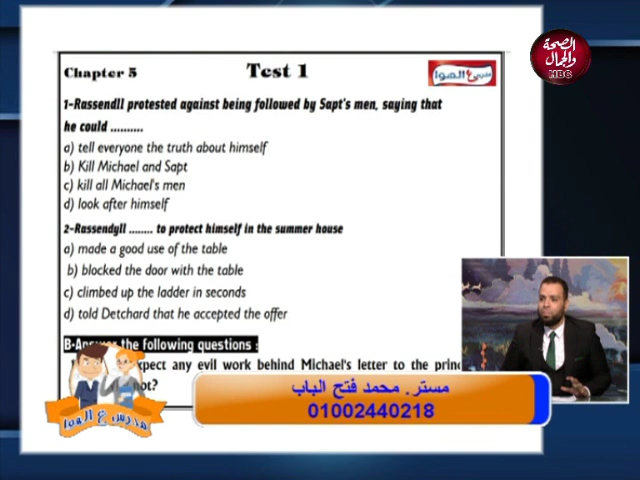 الصحة
والجمال
HBC
Chapter 5
Test 1
مدرس ع الهوا
1-Rassendll protested against being followed by Sapt's men, saying that
he could ..........
a) tell everyone the truth about himself
b) Kill Michael and Sapt
c) kill all Michael's men
d) look after himself
2-Rassendyll ........ to protect himself in the summer house
a) made a good use of the table
b) blocked the door with the table
c) climbed up the ladder in seconds
d) told Detchard that he accepted the offer
B-Answer the following questions :
xpect any evil work behind Michael's letter to the prin
not?
مدرس ع الهوا
مستر. محمد فتح الباب
01002440218